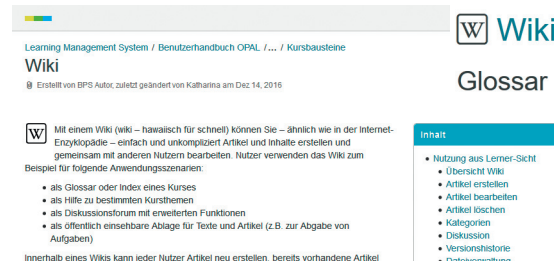 Learning Management System / Benutzerhandbuch OPAL /... / Kursbausteine
Wiki
Erstellt von BPS Autor, zuletzt geändert von Katharina am Dez 14, 2016
W Mit einem Wiki (wiki – hawaiisch für schnell) können Sie – ähnlich wie in der Internet-
Enzyklopädie – einfach und unkompliziert Artikel und Inhalte erstellen und
gemeinsam mit anderen Nutzern bearbeiten. Nutzer verwenden das Wiki zum
Beispiel für folgende Anwendungsszenarien:
• als Glossar oder Index eines Kurses
• als Hilfe zu bestimmten Kursthemen
• als Diskussionsforum mit erweiterten Funktionen
• als öffentlich einsehbare Ablage für Texte und Artikel (z.B. zur Abgabe von
Aufgaben)
Innerhalb eines Wikis kann jeder Nutzer Artikel neu erstellen, bereits vorhandene Artikel
W Wiki
Glossar
Inhalt
• Nutzung aus Lerner-Sicht
• Übersicht Wiki
• Artikel erstellen
• Artikel bearbeiten
• Artikel löschen
• Kategorien
• Diskussion
• Versionshistorie
• Dateiverwaltung